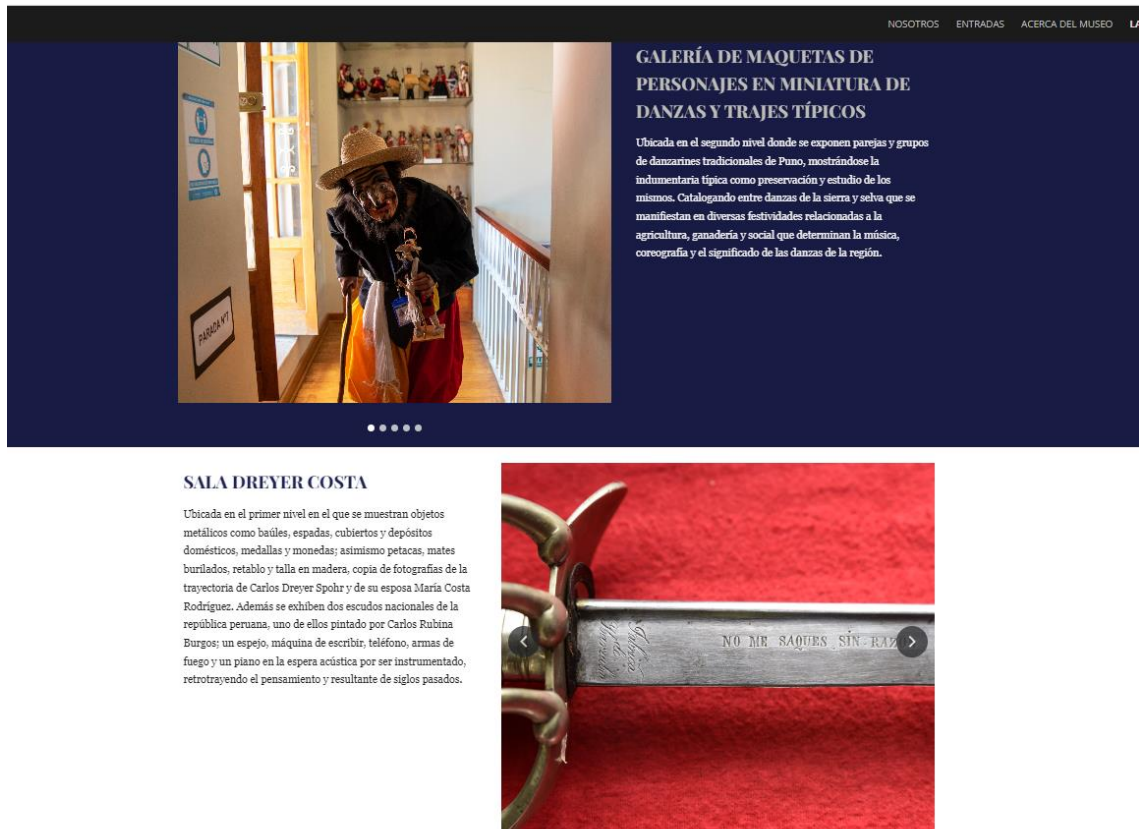 NOSOTROS ENTRADAS ACERCA DEL MUSEO LA
GALERÍA DE MAQUETAS DE
PERSONAJES EN MINIATURA DE
DANZAS Y TRAJES TÍPICOS
Ubicada en el segundo nivel donde se exponen parejas y grupos
de danzarines tradicionales de Puno, mostrándose la
indumentaria típica como preservación y estudio de los
mismos. Catalogando entre danzas de la sierra y selva que se
manifiestan en diversas festividades relacionadas a la
agricultura, ganadería y social que determinan la música,
coreografía y el significado de las danzas de la región.
PARADA N°7
SALA DREYER COSTA
Ubicada en el primer nivel en el que se muestran objetos
metálicos como baúles, espadas, cubiertos y depósitos
domésticos, medallas y monedas; asimismo petacas, mates
burilados, retablo y talla en madera, copia de fotografías de la
trayectoria de Carlos Dreyer Spohr y de su esposa María Costa
Rodríguez. Además se exhiben dos escudos nacionales de la
república peruana, uno de ellos pintado por Carlos Rubina
Burgos; un espejo, máquina de escribir, teléfono, armas de
fuego y un piano en la espera acústica por ser instrumentado,
retrotrayendo el pensamiento y resultante de siglos pasados.
NO ME SAQUES SIN RAZO
Fabrica
de